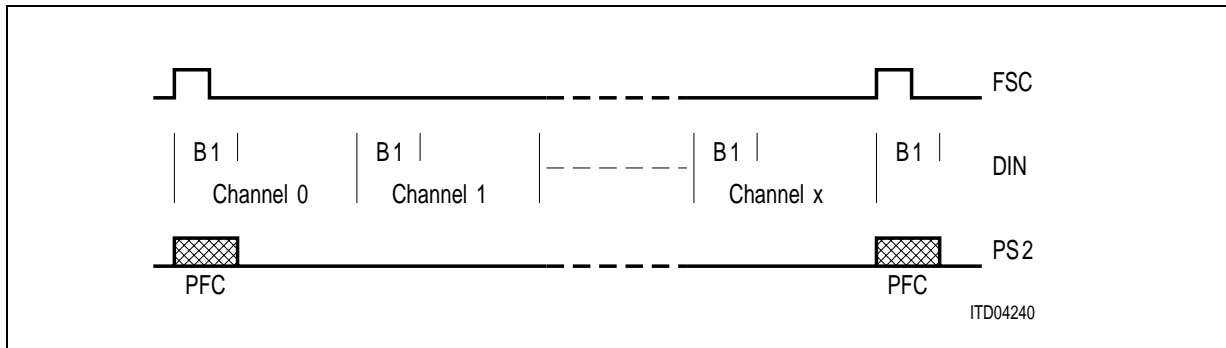 FSC
B1 B1 B1 B1 DIN
Channel 0 Channel 1 Channel x
PS2
PFC PFC
ITD04240